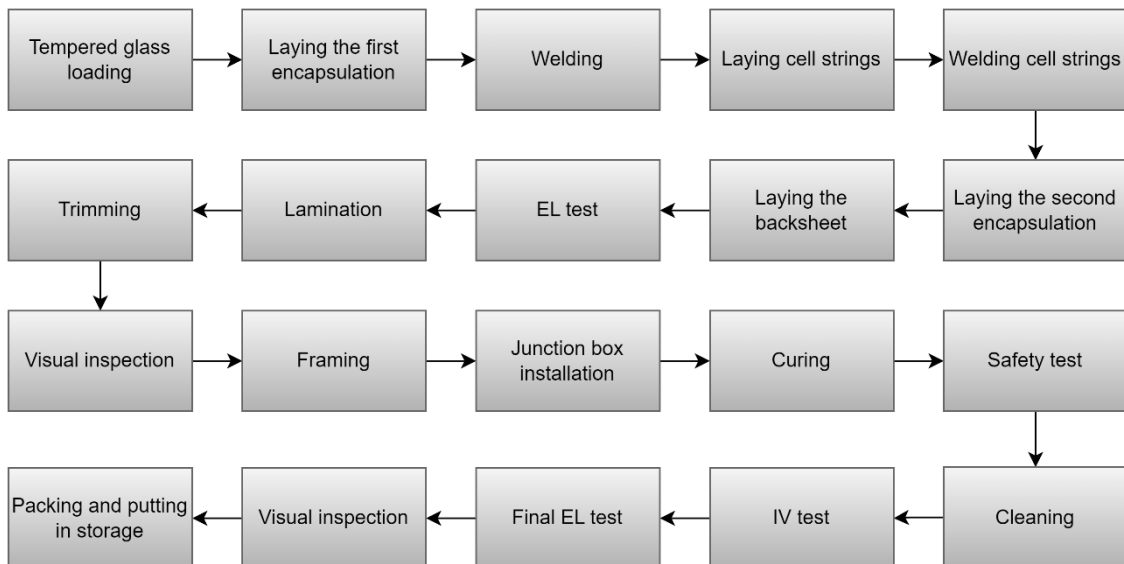 Tempered glass
loading
Laying the first
encapsulation
Welding
Laying cell strings
Welding cell strings
Laying the second
encapsulation
Laying the
backsheet
EL test
Lamination
Trimming
Visual inspection
Framing
Junction box
installation
Curing
Safety test
Cleaning
IV test
Final EL test
Visual inspection
Packing and putting
in storage